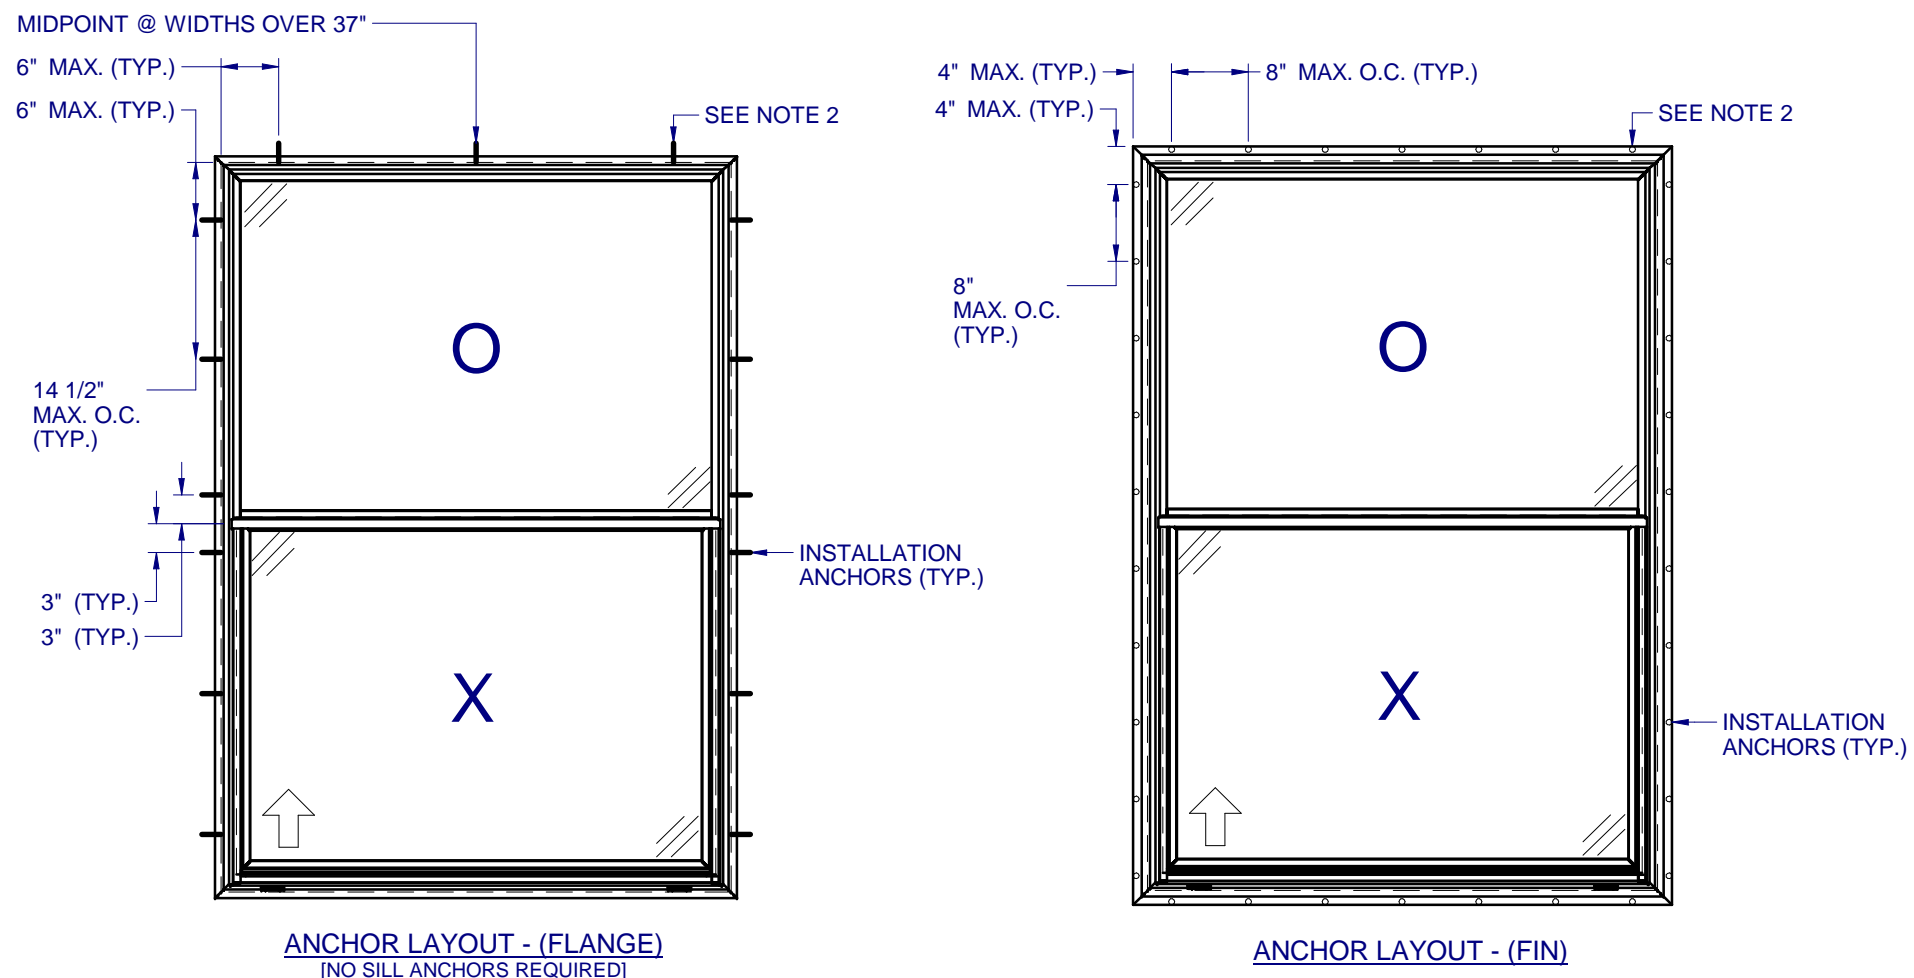 MIDPOINT @ WIDTHS OVER 37"
6" MAX. (TYP.)
6" MAX. (TYP.)
SEE NOTE 2
O
14 1/2"
MAX. O.C.
(TYP.)
INSTALLATION
ANCHORS (TYP.)
3" (TYP.)
3" (TYP.)
X
ANCHOR LAYOUT - (FLANGE)
[NO SILL ANCHORS REQUIRED]
4" MAX. (TYP.)
8" MAX. O.C. (TYP.)
4" MAX. (TYP.)
SEE NOTE 2
8"
MAX. O.C.
(TYP.)
O
X
INSTALLATION
ANCHORS (TYP.)
ANCHOR LAYOUT - (FIN)